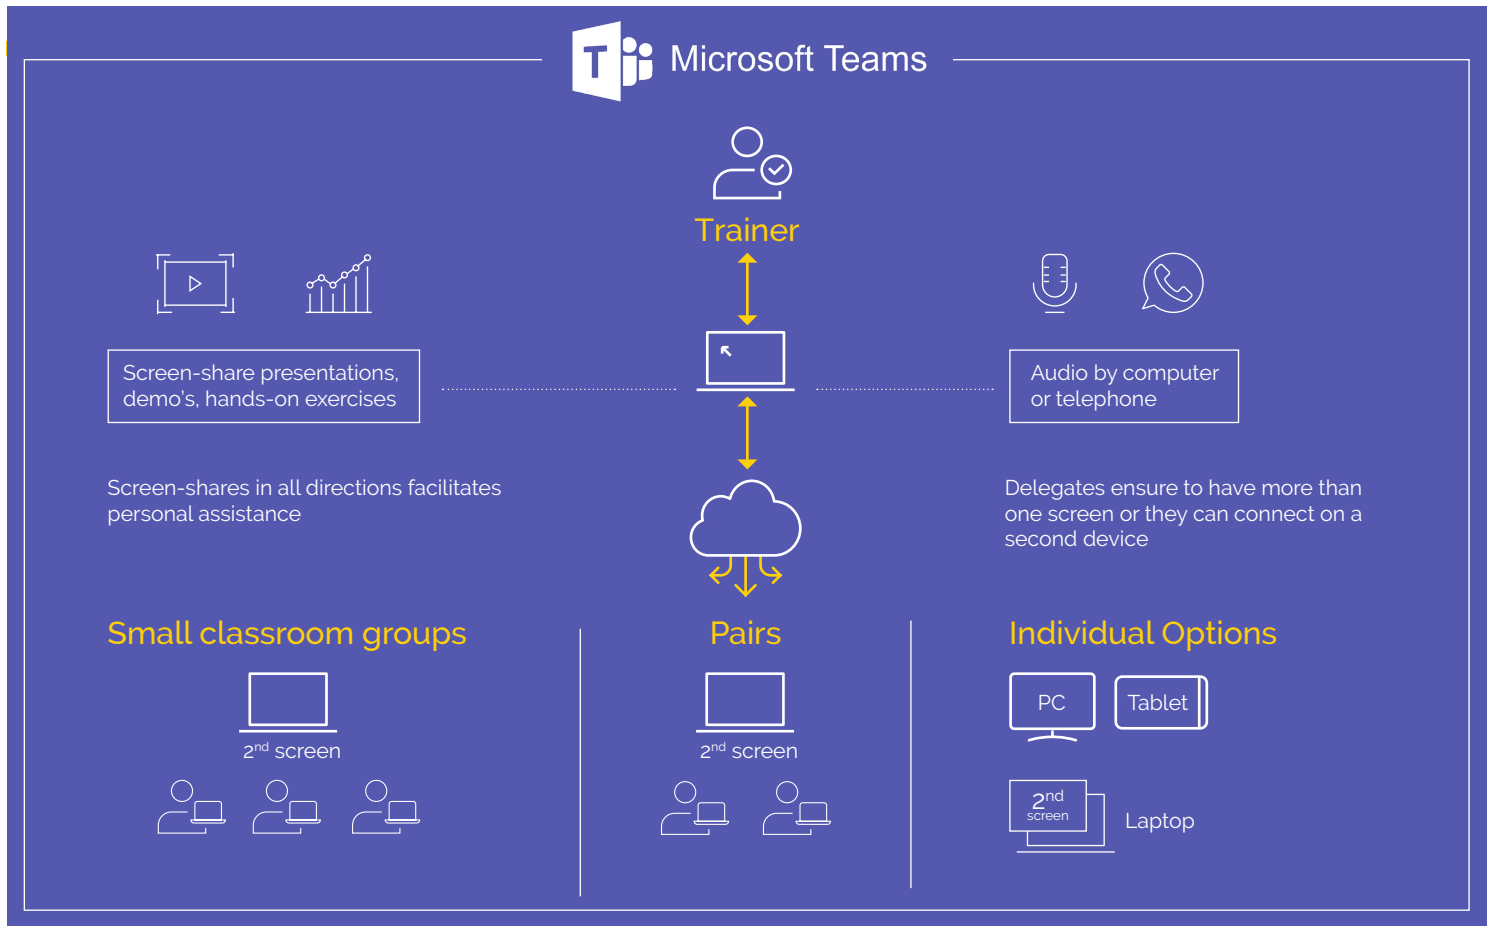 T
Microsoft Teams
Trainer
Screen-share presentations,
demo's, hands-on exercises
Audio by computer
or telephone
Screen-shares in all directions facilitates
personal assistance
Delegates ensure to have more than
one screen or they can connect on a
second device
Small classroom groups
2nd screen
Pairs
2nd screen
Individual Options
PC
Tablet
2nd
screen
Laptop